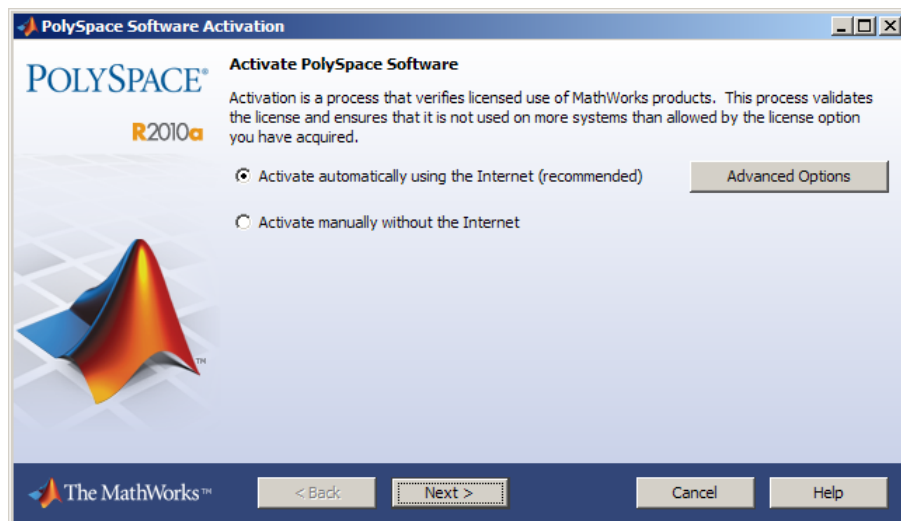 PolySpace Software Activation
POLYSPACE®
R2010a
Activate PolySpace Software
Activation is a process that verifies licensed use of MathWorks products. This process validates
the license and ensures that it is not used on more systems than allowed by the license option
you have acquired.
Activate automatically using the Internet (recommended)
Advanced Options
Activate manually without the Internet
TM
The MathWorks™
< Back
Next >
Cancel
Help